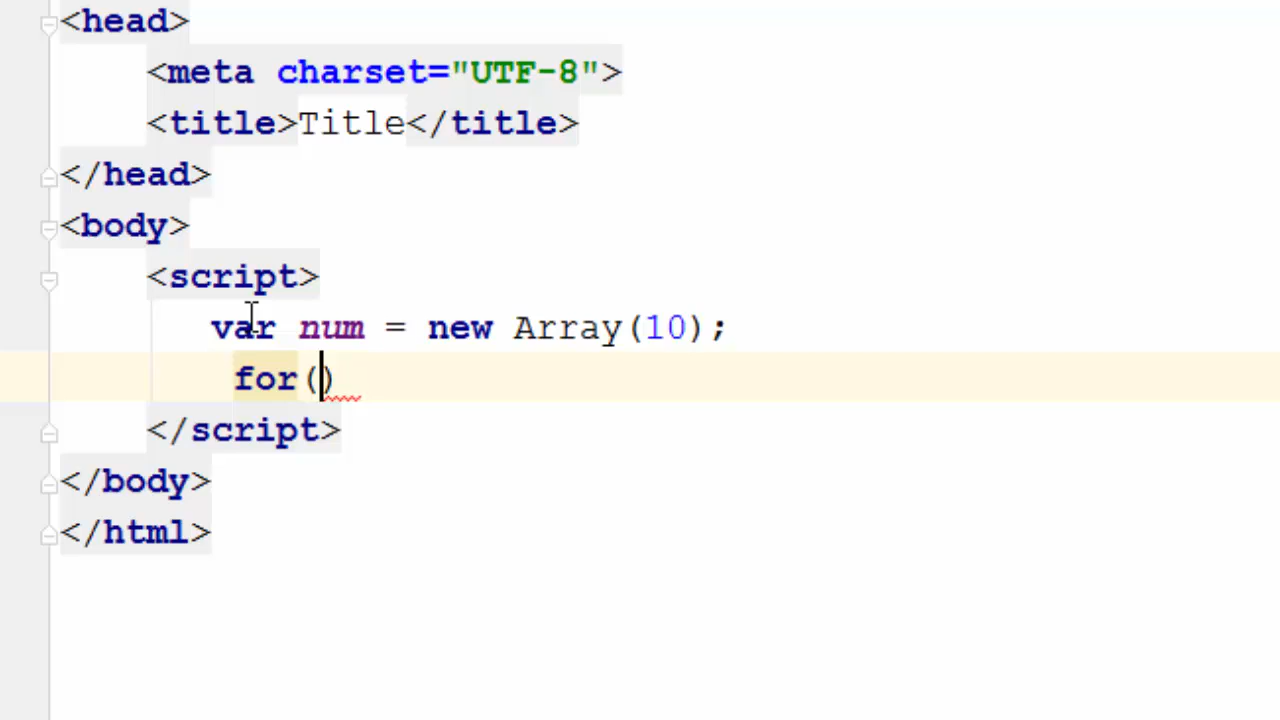 <head>
<meta charset="UTF-8">
<title>Title</title>
</head>
<body>
<script>
var num = new Array(10);
for()
</script>
</body>
</html>